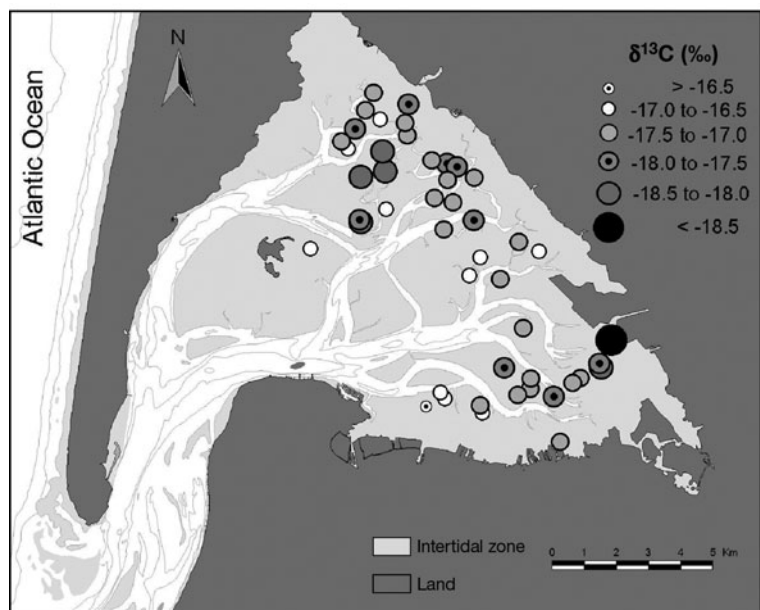 Atlantic Ocean
N
δ¹³C (‰)
> -16.5
-17.0 to -16.5
-17.5 to -17.0
-18.0 to -17.5
-18.5 to -18.0
< -18.5
Intertidal zone
Land
0 1 2 3 4 5 Km